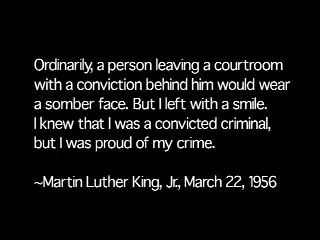 Ordinarily, a person leaving a courtroom
with a conviction behind him would wear
a somber face. But I left with a smile.
I knew that I was a convicted criminal,
but I was proud of my crime.
~Martin Luther King, Jr., March 22, 1956